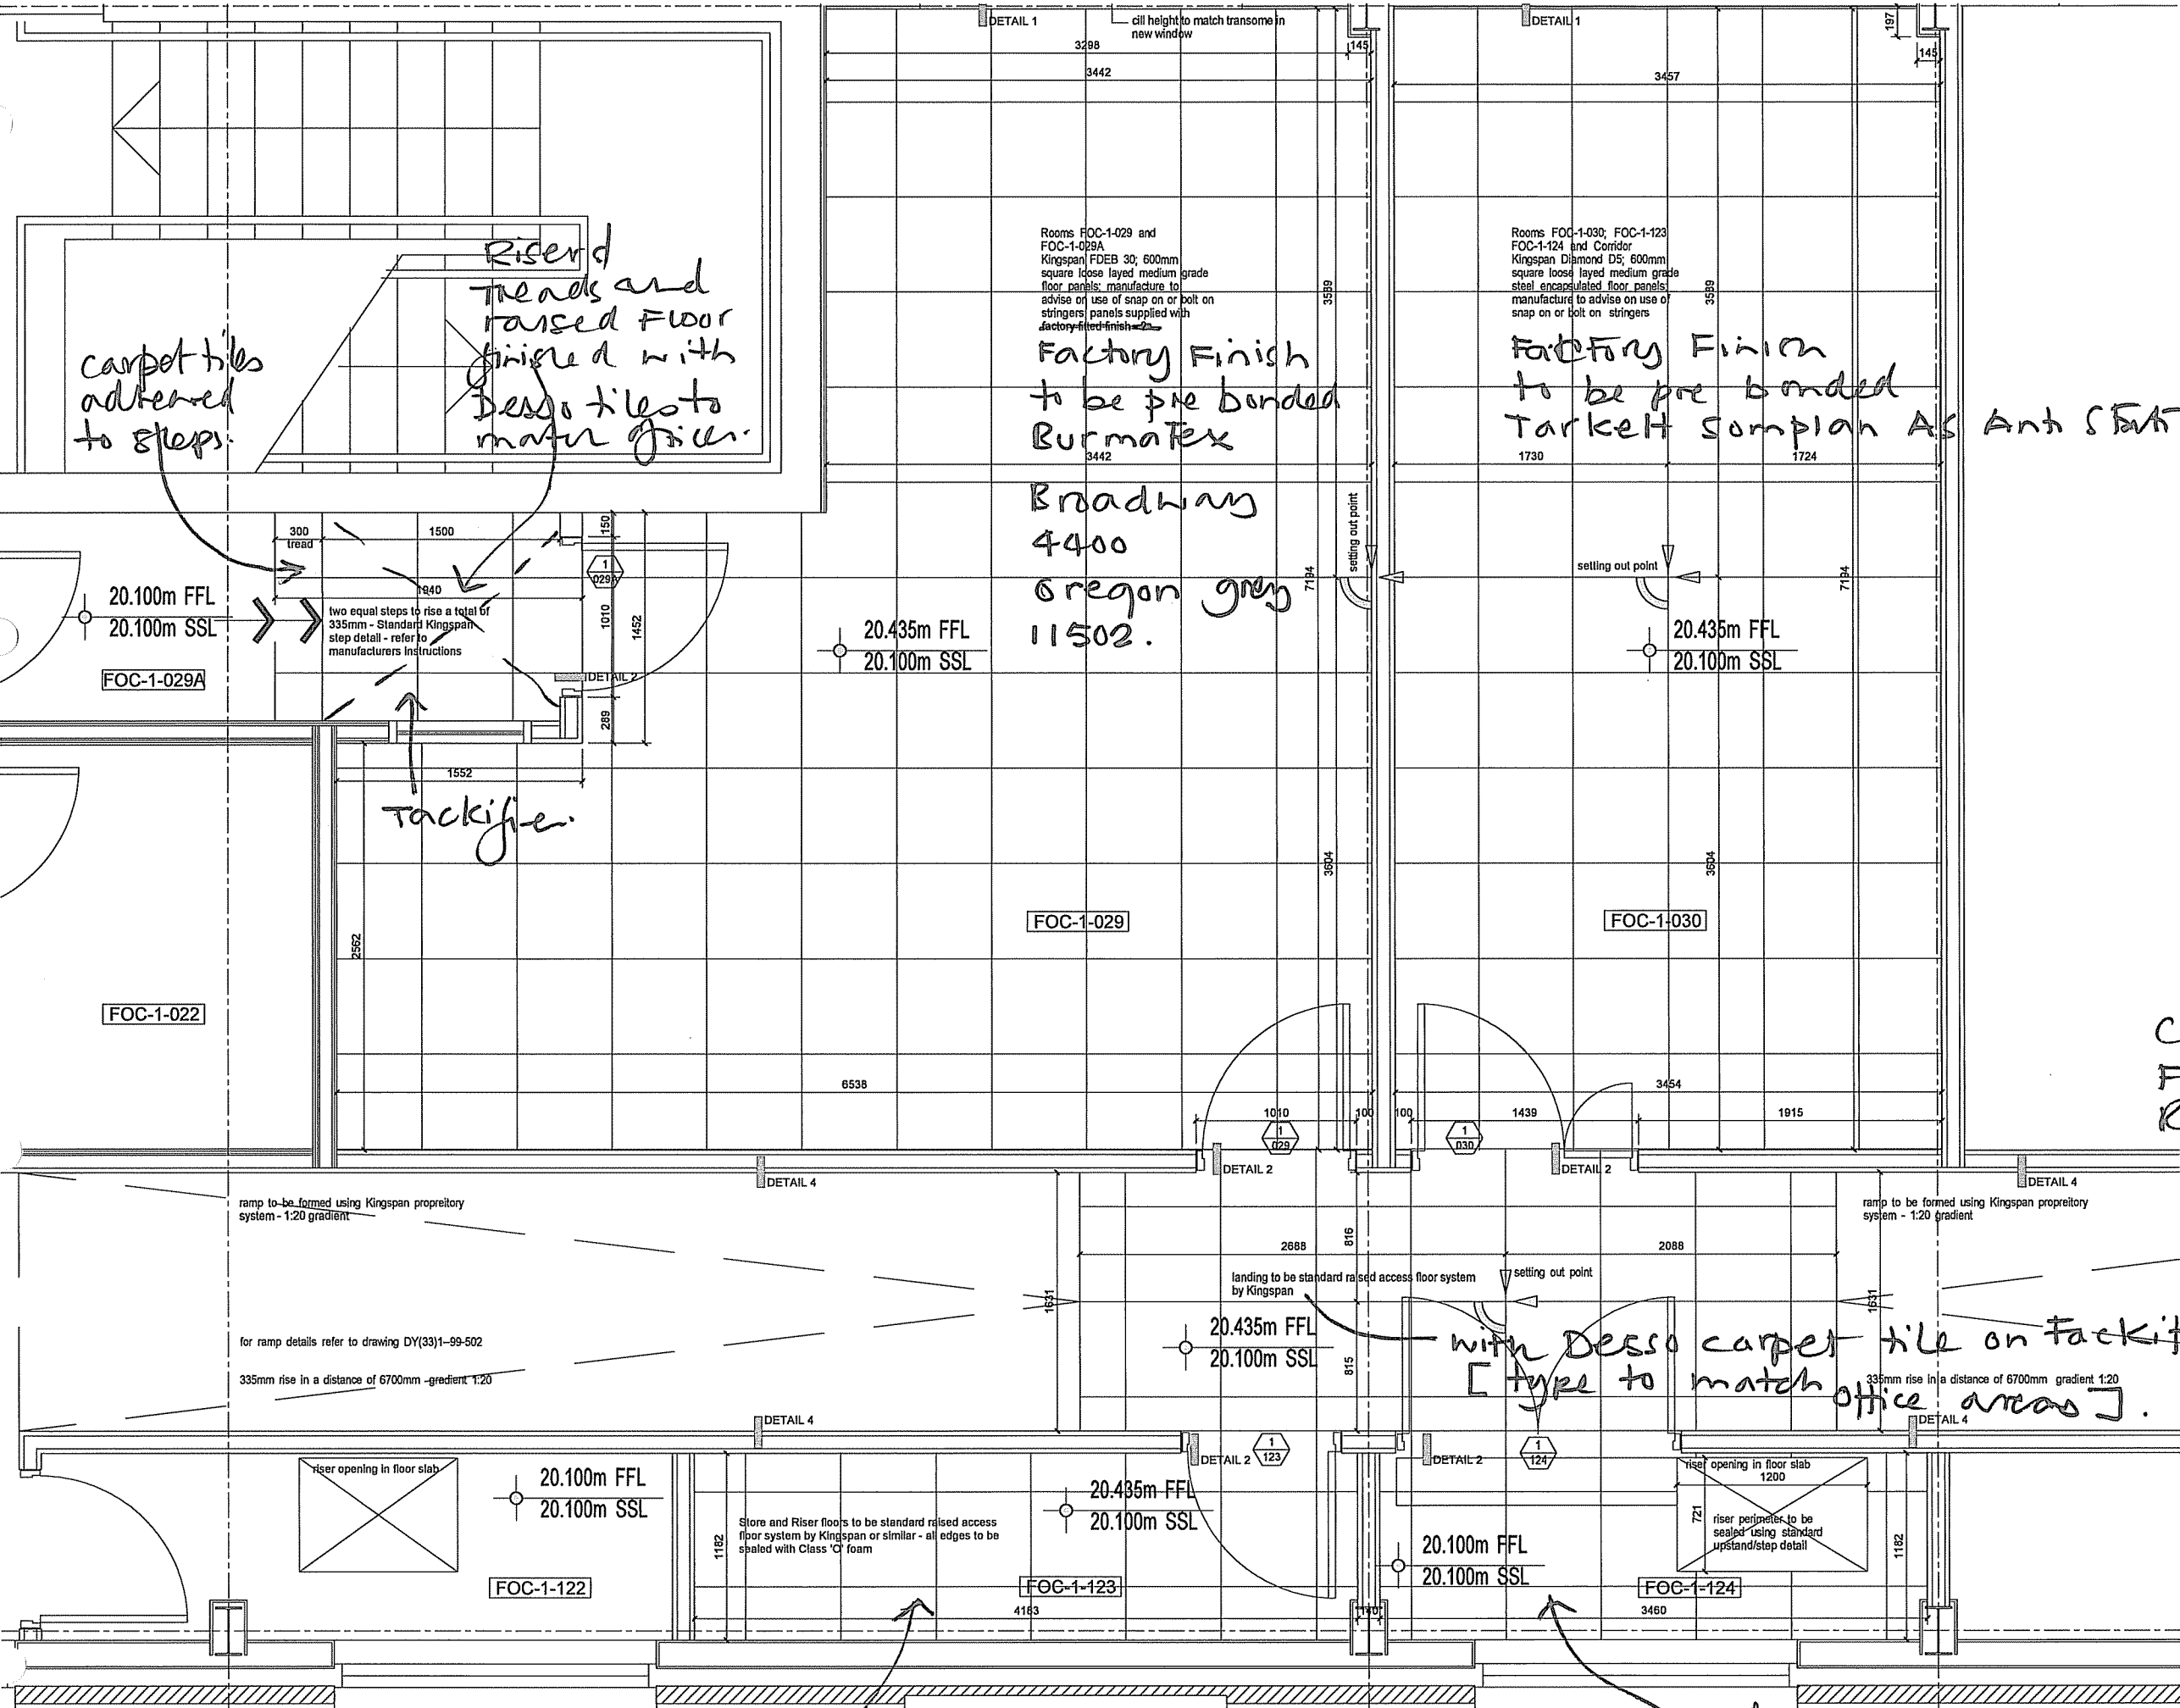 DETAIL 1
cill height to match transome in
new window
DETAIL 1
197
3298
145
145
3442
3457
Rooms FOC-1-029 and
FOC-1-029A
Kingspan FDEB 30; 600mm
square loose layed medium grade
floor panels; manufacture to
advise on use of snap on or bolt on
stringers panels supplied with
factory fitted finish
Factory Finish
to be pre bonded
Burmatex
3442
Broadway
4400
oregon grey
11502.
3589
7194
3604
setting out point
Rooms FOC-1-030; FOC-1-123
FOC-1-124 and Corridor
Kingspan Diamond D5; 600mm
square loose layed medium grade
steel encapsulated floor panels;
manufacture to advise on use of
snap on or bolt on stringers
Factory Finish
to be pre bonded
Tarkett Somplan AS Anti Stat
1730
1724
3589
7194
3604
setting out point
Riser d
Treads and
raised Floor
finished with
Desso tiles to
match offices.
carpet tiles
adhered
to steps.
300
tread
1500
150
1
029A
1940
two equal steps to rise a total of
335mm - Standard Kingspan
step detail - refer to
manufacturers instructions
1010
1452
289
DETAIL 2
20.100m FFL
20.100m SSL
FOC-1-029A
20.435m FFL
20.100m SSL
20.435m FFL
20.100m SSL
1552
Tackifier.
2562
FOC-1-029
FOC-1-030
FOC-1-022
C
F
R
6538
3454
1010
100
100
1439
1915
1
029
1
030
DETAIL 4
DETAIL 2
DETAIL 2
DETAIL 4
ramp to be formed using Kingspan propreitory
system - 1:20 gradient
ramp to be formed using Kingspan propreitory
system - 1:20 gradient
816
2688
2088
landing to be standard raised access floor system
by Kingspan
setting out point
1631
1631
20.435m FFL
20.100m SSL
815
for ramp details refer to drawing DY(33)1--99-502
with Desso carpet tile on Tackif
[type to match
office areas].
335mm rise in a distance of 6700mm -gradient 1:20
335mm rise in a distance of 6700mm gradient 1:20
DETAIL 4
DETAIL 4
DETAIL 2
1
123
DETAIL 2
1
124
riser opening in floor slab
20.100m FFL
20.100m SSL
20.435m FFL
20.100m SSL
riser opening in floor slab
1200
721
riser perimeter to be
sealed using standard
upstand/step detail
1182
Store and Riser floors to be standard raised access
floor system by Kingspan or similar - all edges to be
sealed with Class 'O' foam
1182
20.100m FFL
20.100m SSL
FOC-1-122
FOC-1-123
FOC-1-124
4163
140
3460